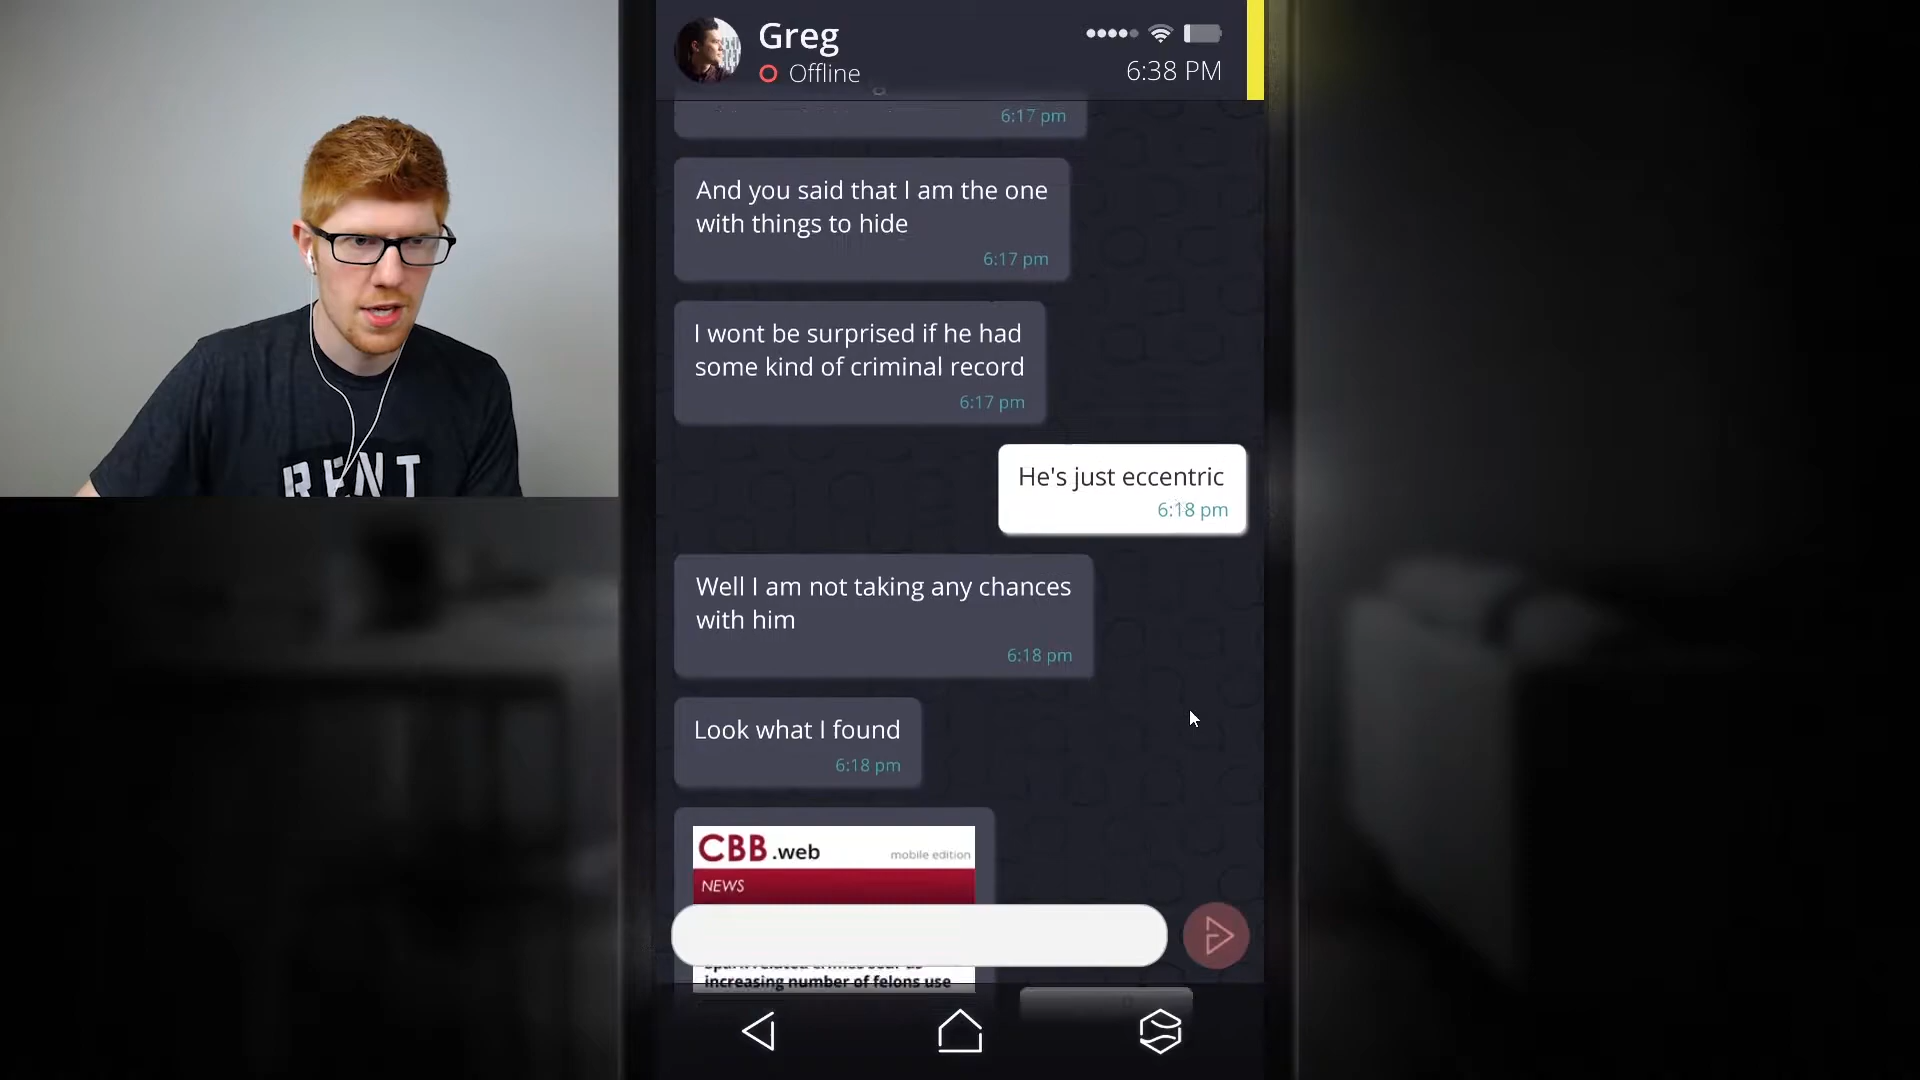 Greg
Offline
6:38 PM
6:17 pm
And you said that I am the one
with things to hide
6:17 pm
I wont be surprised if he had
some kind of criminal record
6:17 pm
He's just eccentric
6:18 pm
Well I am not taking any chances
with him
6:18 pm
Look what I found
6:18 pm
CBB.web
mobile edition
NEWS
increasing number of felons use
RENT